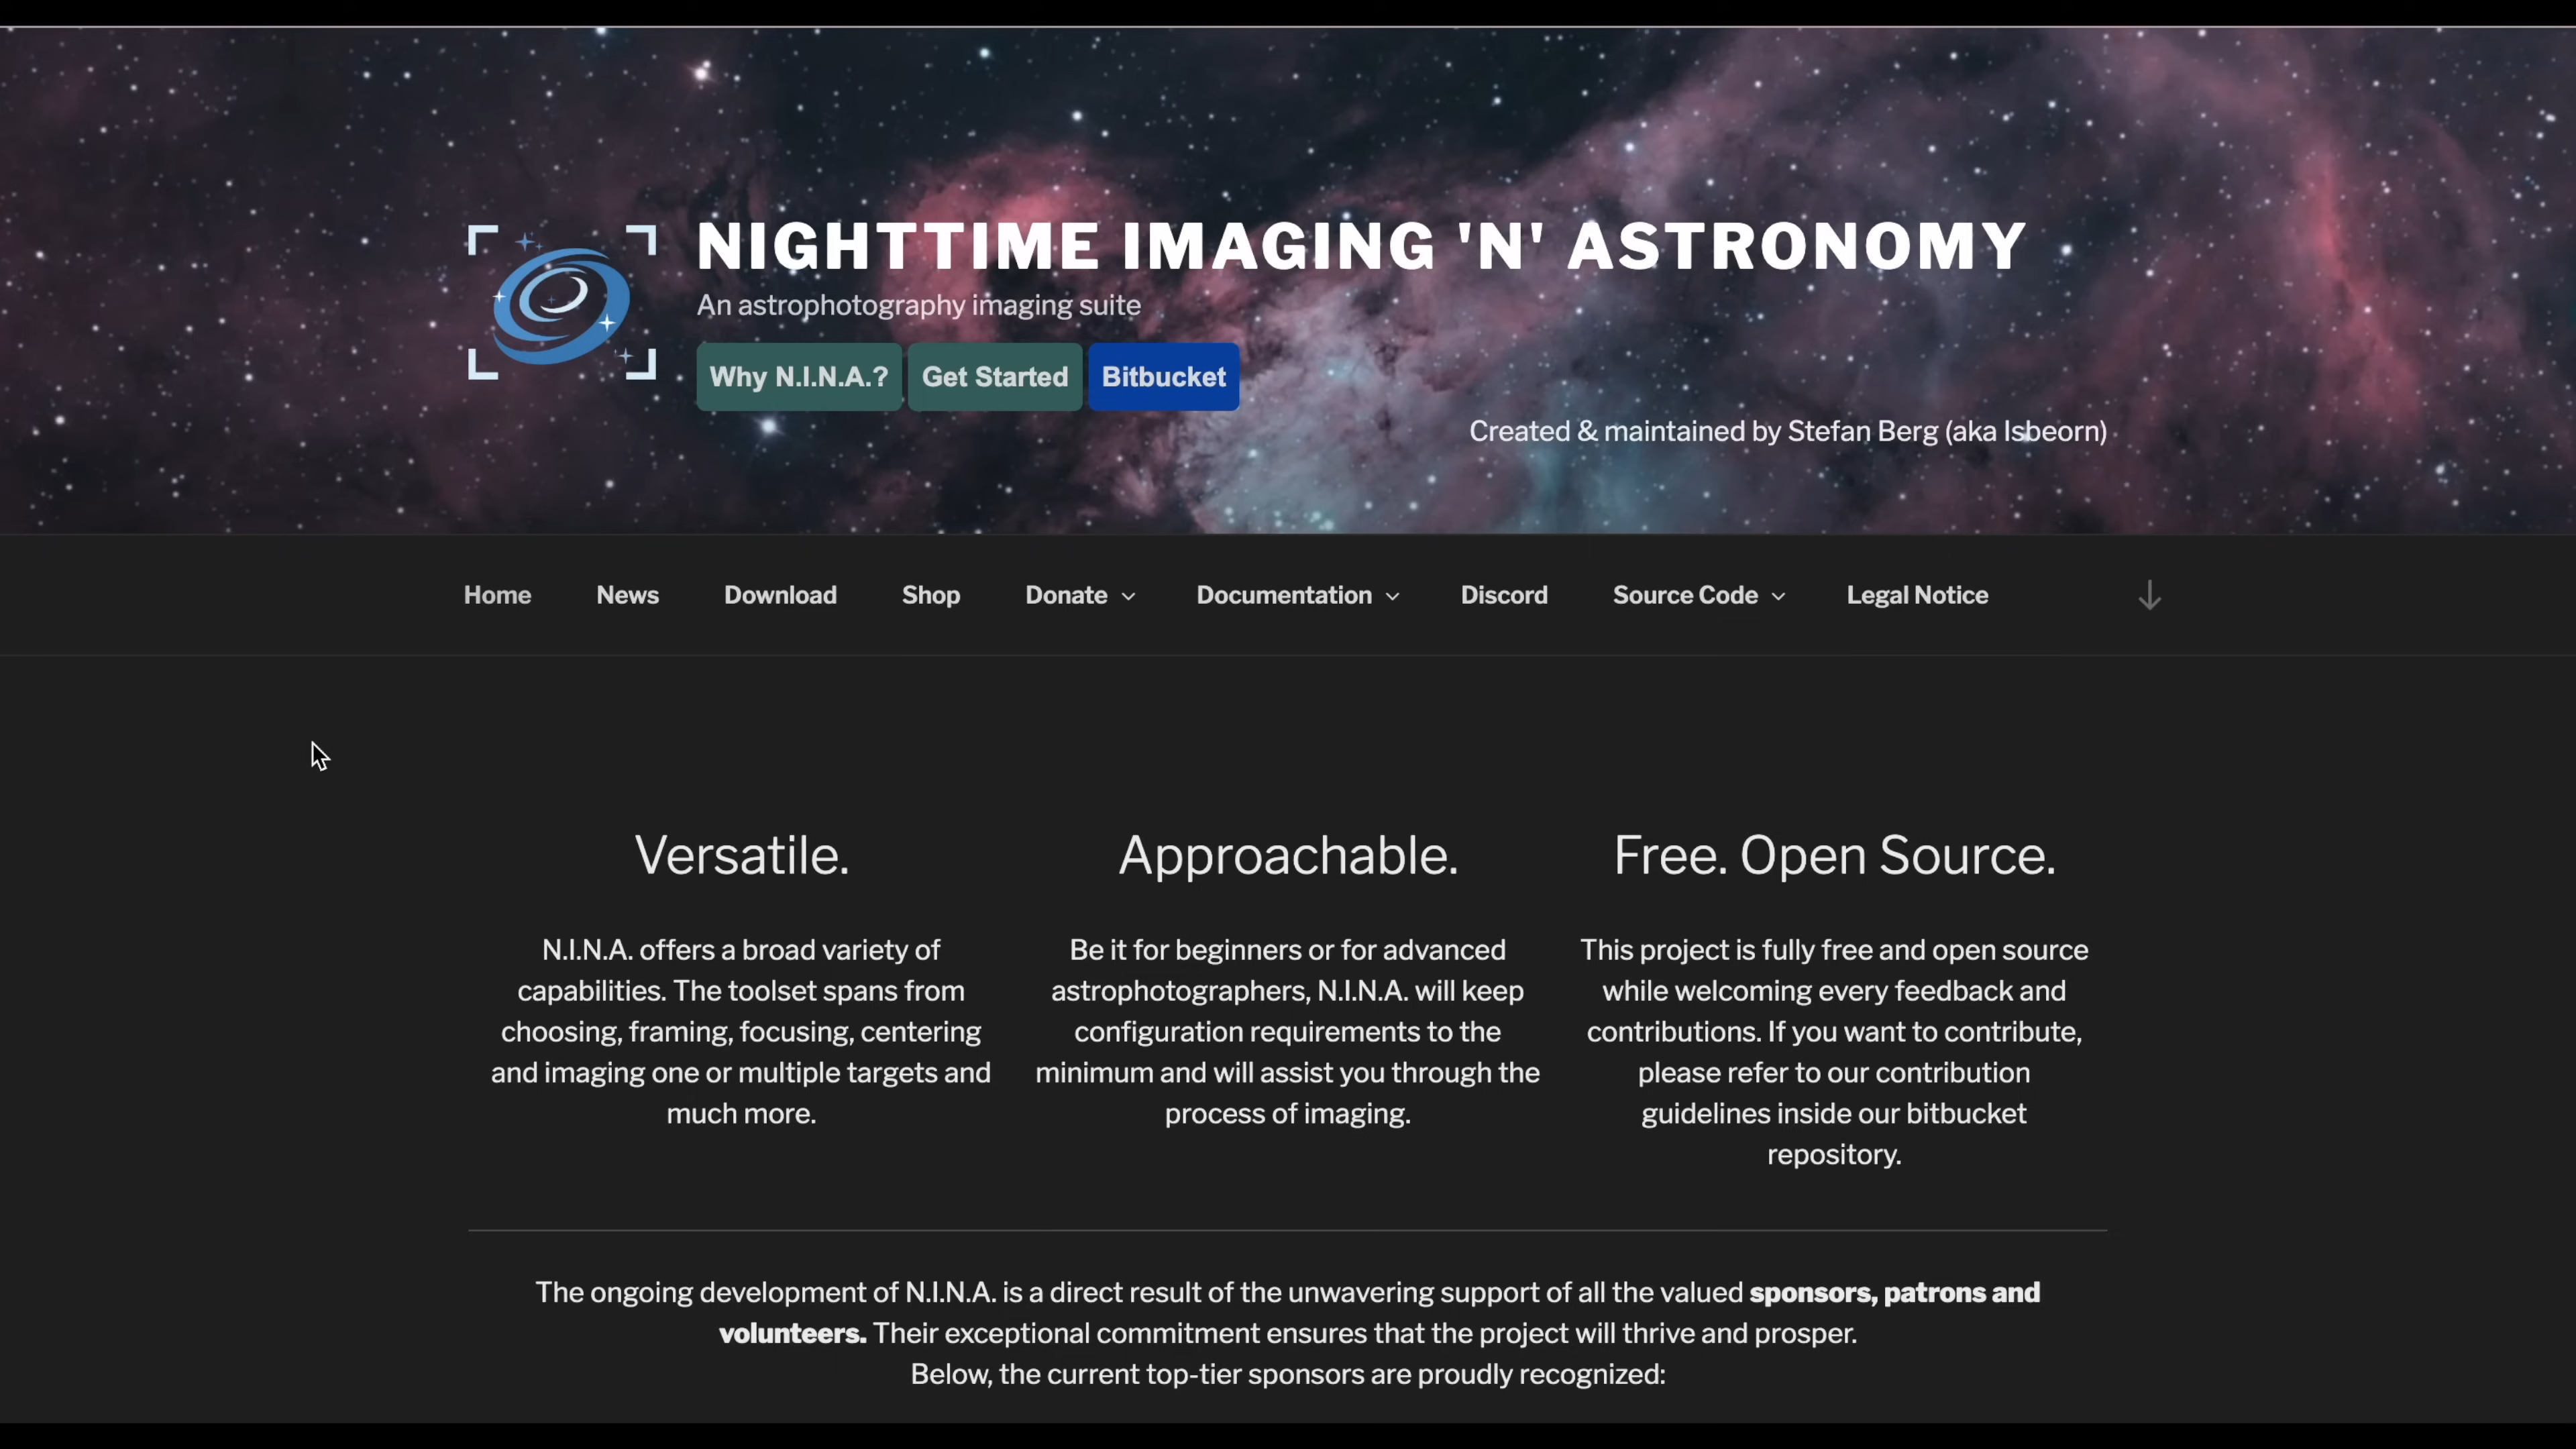 NIGHTTIME IMAGING 'N' ASTRONOMY
An astrophotography imaging suite
Why N.I.N.A.? Get Started Bitbucket
Created & maintained by Stefan Berg (aka Isbeorn)
Home News Download Shop Donate Documentation Discord Source Code Legal Notice
Versatile.
N.I.N.A. offers a broad variety of
capabilities. The toolset spans from
choosing, framing, focusing, centering
and imaging one or multiple targets and
much more.
Approachable.
Be it for beginners or for advanced
astrophotographers, N.I.N.A. will keep
configuration requirements to the
minimum and will assist you through the
process of imaging.
Free. Open Source.
This project is fully free and open source
while welcoming every feedback and
contributions. If you want to contribute,
please refer to our contribution
guidelines inside our bitbucket
repository.
The ongoing development of N.I.N.A. is a direct result of the unwavering support of all the valued sponsors, patrons and
volunteers. Their exceptional commitment ensures that the project will thrive and prosper.
Below, the current top-tier sponsors are proudly recognized: